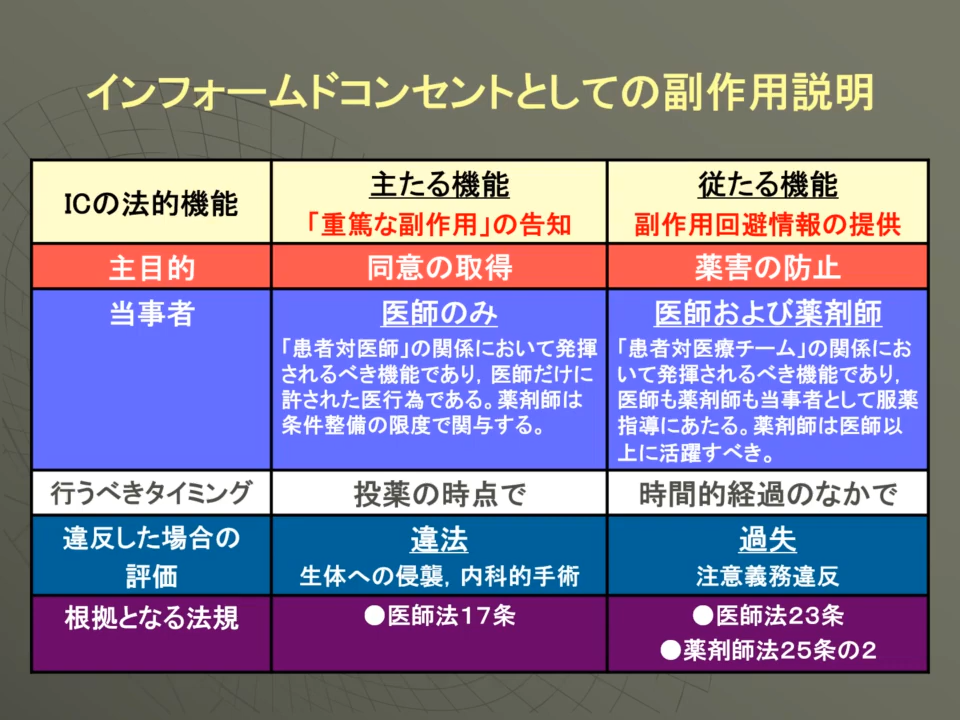 インフォームドコンセントとしての副作用説明
ICの法的機能
主たる機能
「重篤な副作用」の告知
従たる機能
副作用回避情報の提供
主目的
同意の取得
薬害の防止
当事者
医師のみ
「患者対医師」の関係において発揮
されるべき機能であり，医師だけに
許された医行為である。薬剤師は
条件整備の限度で関与する。
医師および薬剤師
「患者対医療チーム」の関係にお
いて発揮されるべき機能であり，
医師も薬剤師も当事者として服薬
指導にあたる。薬剤師は医師以
上に活躍すべき。
行うべきタイミング
投薬の時点で
時間的経過のなかで
違反した場合の
評価
違法
生体への侵襲，内科的手術
過失
注意義務違反
根拠となる法規
●医師法１７条
●医師法２３条
●薬剤師法２５条の２